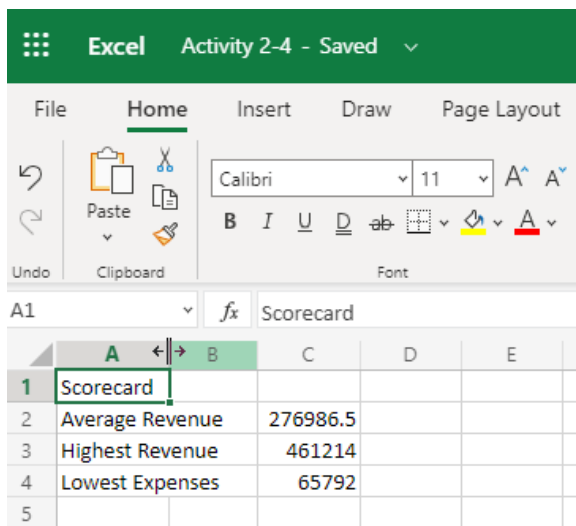 Excel Activity 2-4 - Saved
File Home Insert Draw Page Layout
Calibri 11 A A
Paste
B I U D ab A
Undo Clipboard Font
A1 fx Scorecard
A B C D E
1 Scorecard
2 Average Revenue 276986.5
3 Highest Revenue 461214
4 Lowest Expenses 65792
5